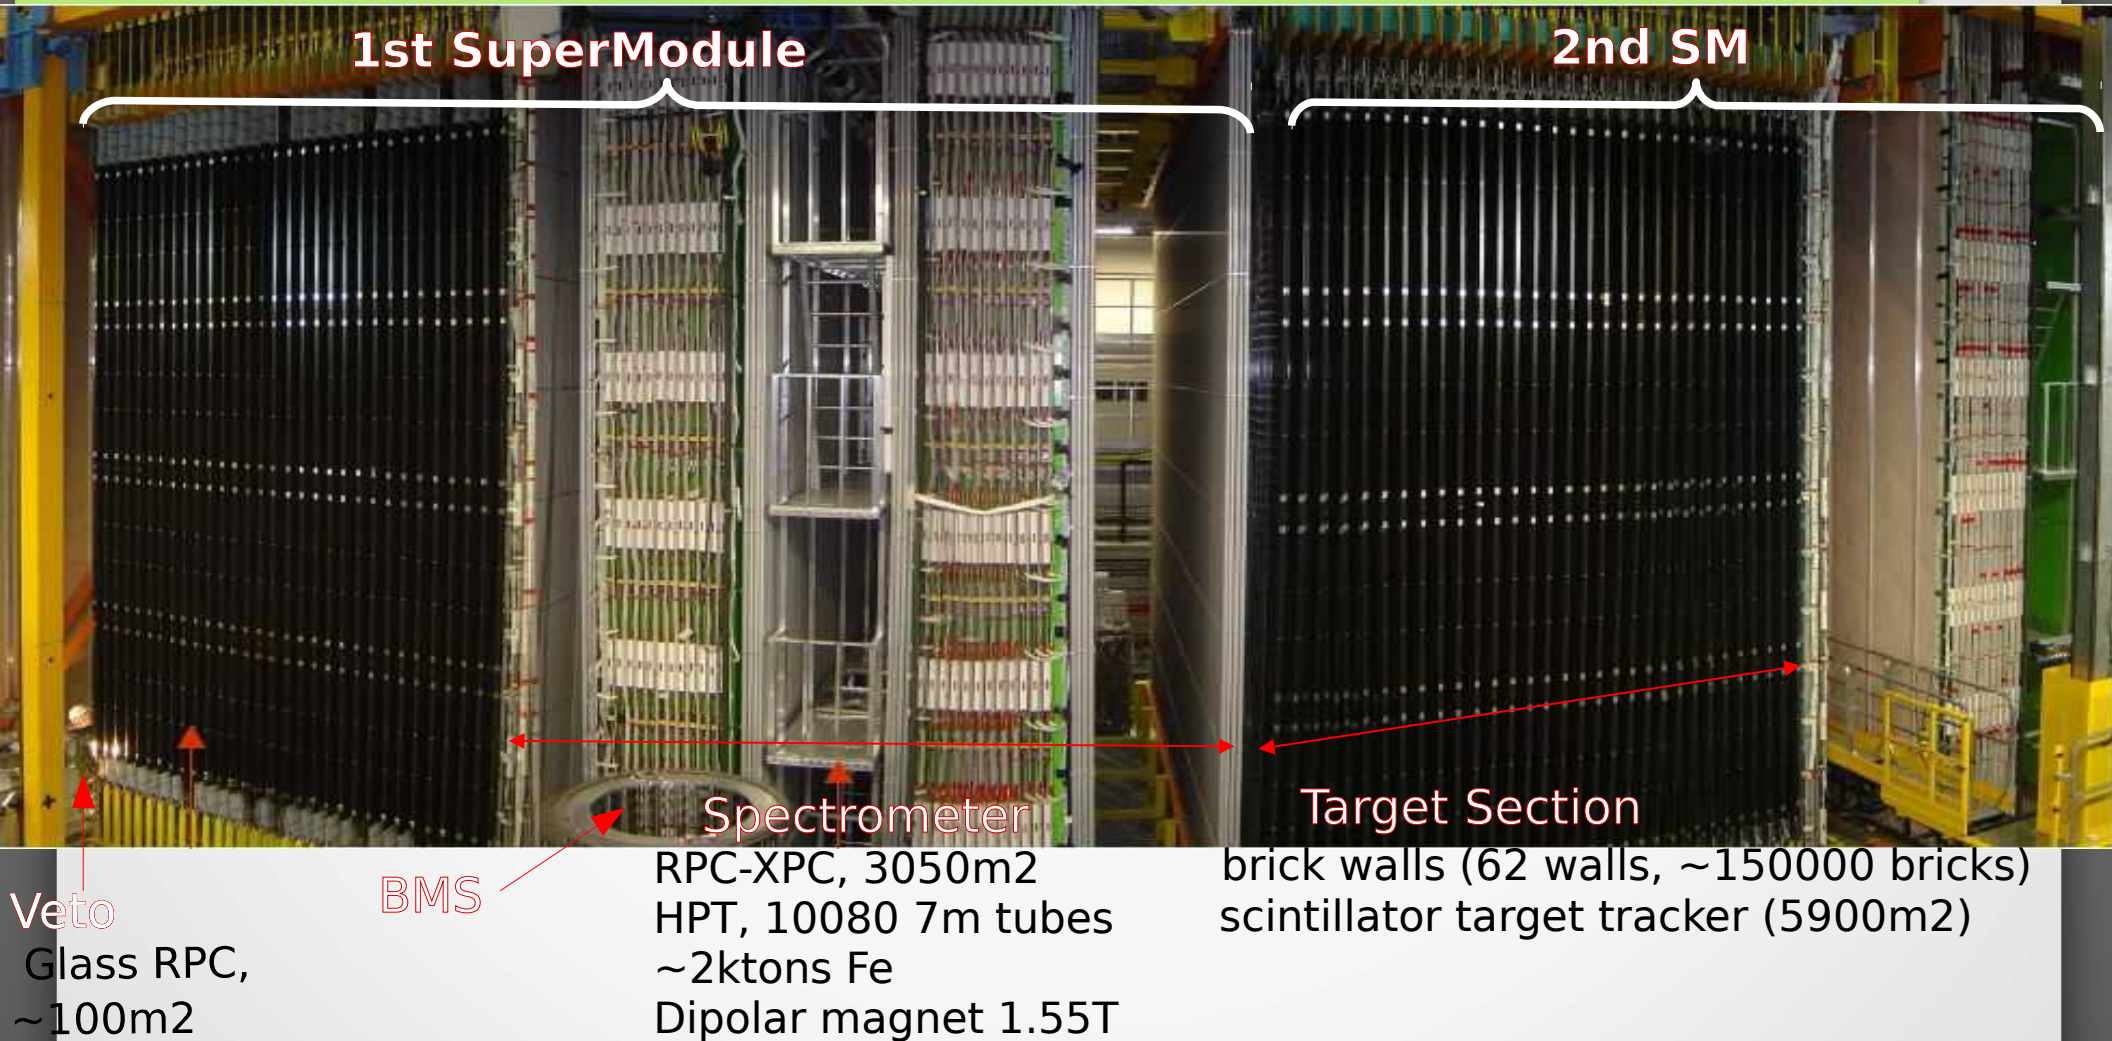 1st SuperModule
2nd SM
Spectrometer
RPC-XPC, 3050m2
HPT, 10080 7m tubes
~2ktons Fe
Dipolar magnet 1.55T
Target Section
brick walls (62 walls, ~150000 bricks)
scintillator target tracker (5900m2)
BMS
Veto
Glass RPC,
~100m2